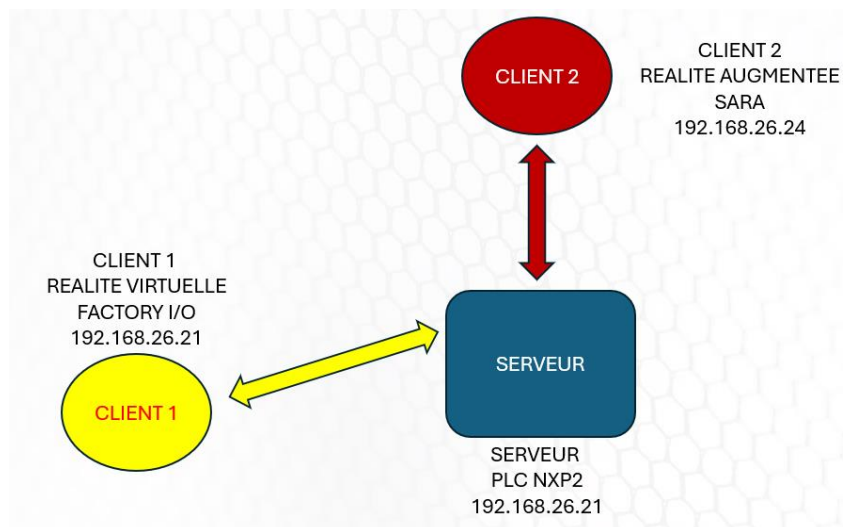 CLIENT 2
CLIENT 2
REALITE AUGMENTEE
SARA
192.168.26.24
CLIENT 1
REALITE VIRTUELLE
FACTORY I/O
192.168.26.21
CLIENT 1
SERVEUR
SERVEUR
PLC NXP2
192.168.26.21